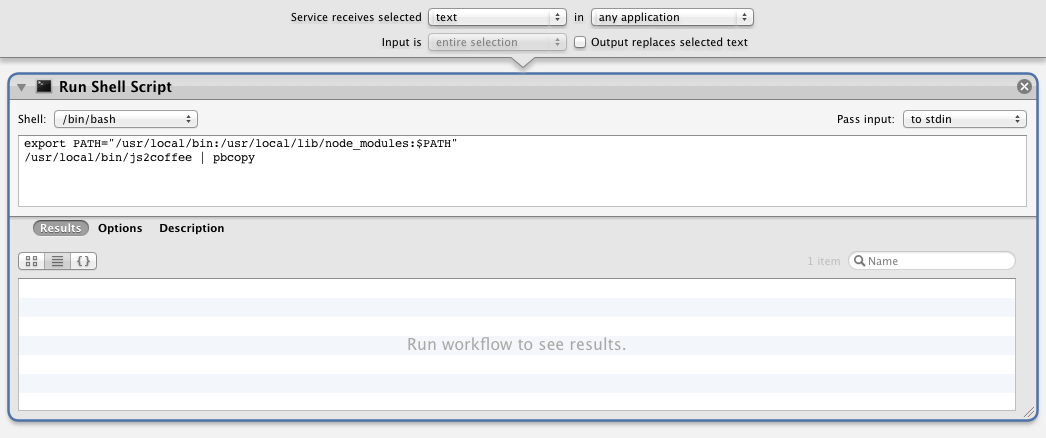 Service receives selected text in any application
Input is entire selection Output replaces selected text
Run Shell Script
Shell: /bin/bash Pass input: to stdin
export PATH="/usr/local/bin:/usr/local/lib/node_modules:$PATH"
/usr/local/bin/js2coffee | pbcopy
Results Options Description
{} 1 item Name
Run workflow to see results.